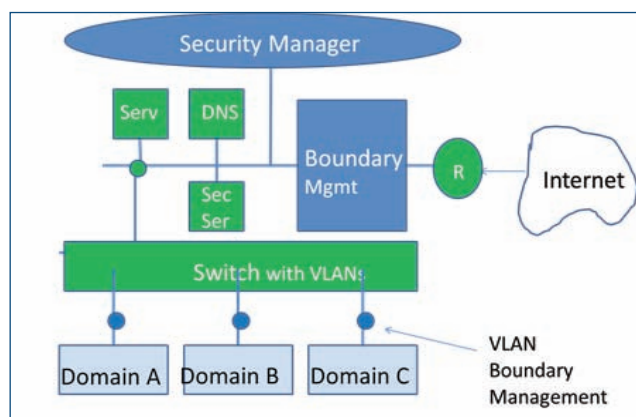 Security Manager
Serv
DNS
Boundary
Mgmt
R
Internet
Sec
Ser
Switch with VLANs
Domain A
Domain B
Domain C
VLAN
Boundary
Management